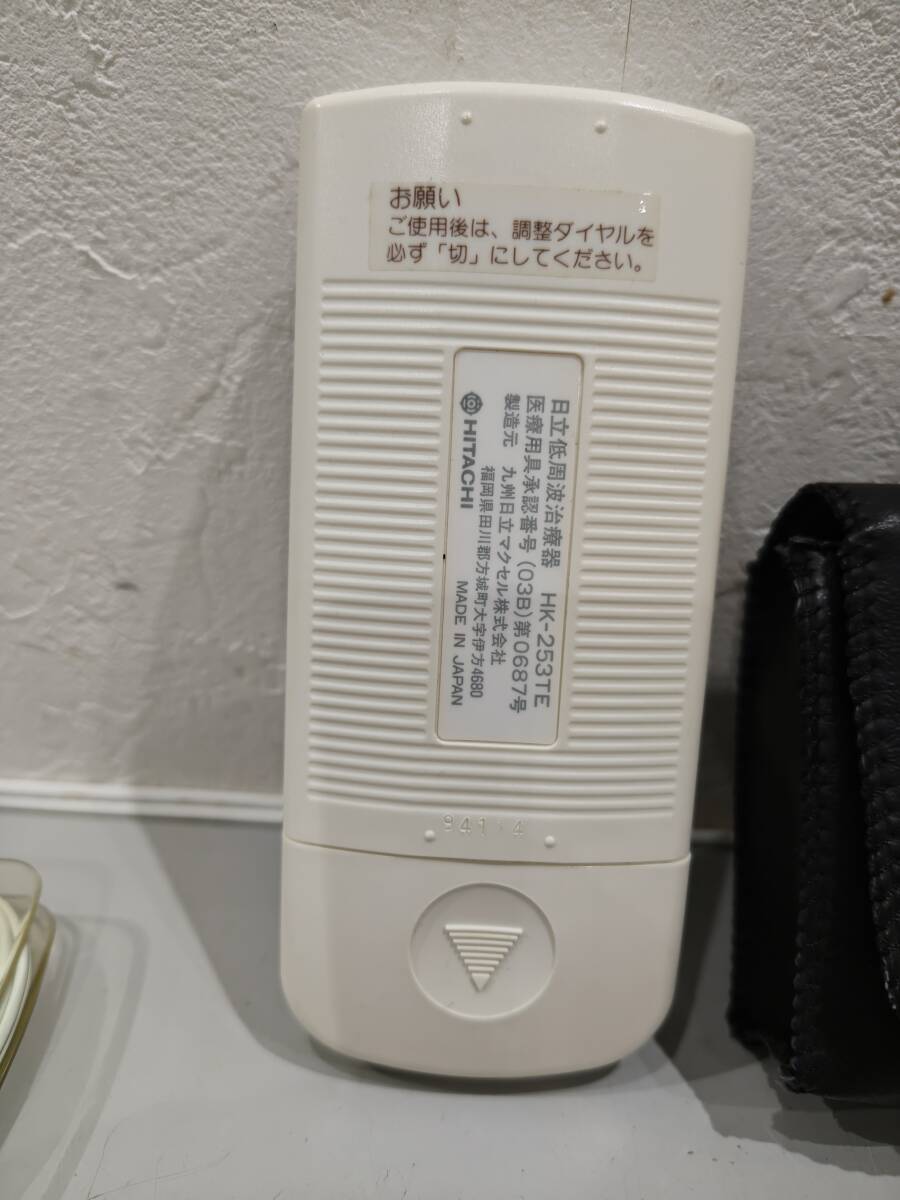 お願い
ご使用後は、調整ダイヤルを
必ず「切」にしてください。
日立低周波治療器 HK-253TE
医療用具承認番号 (03B)第0687号
製造元 九州日立マクセル株式会社
福岡県田川郡方城町大字伊方4680
HITACHI MADE IN JAPAN
941 4